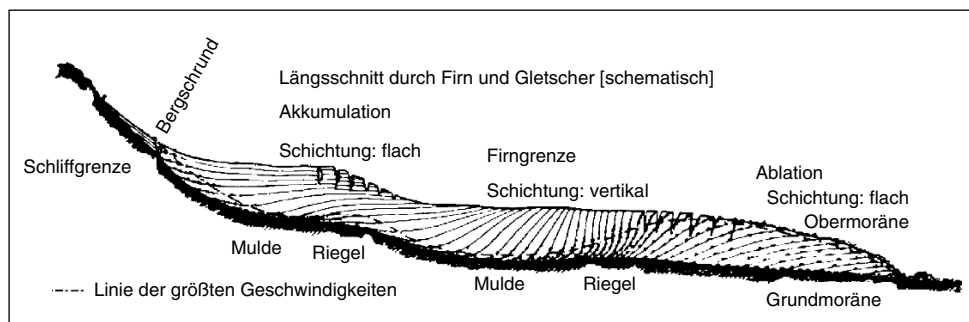 Bergschrund
Längsschnitt durch Firn und Gletscher [schematisch]
Akkumulation
Schichtung: flach
Firngrenze
Schliffgrenze
Ablation
Schichtung: vertikal
Schichtung: flach
Obermoräne
Mulde
Riegel
Mulde
Riegel
Linie der größten Geschwindigkeiten
Grundmoräne